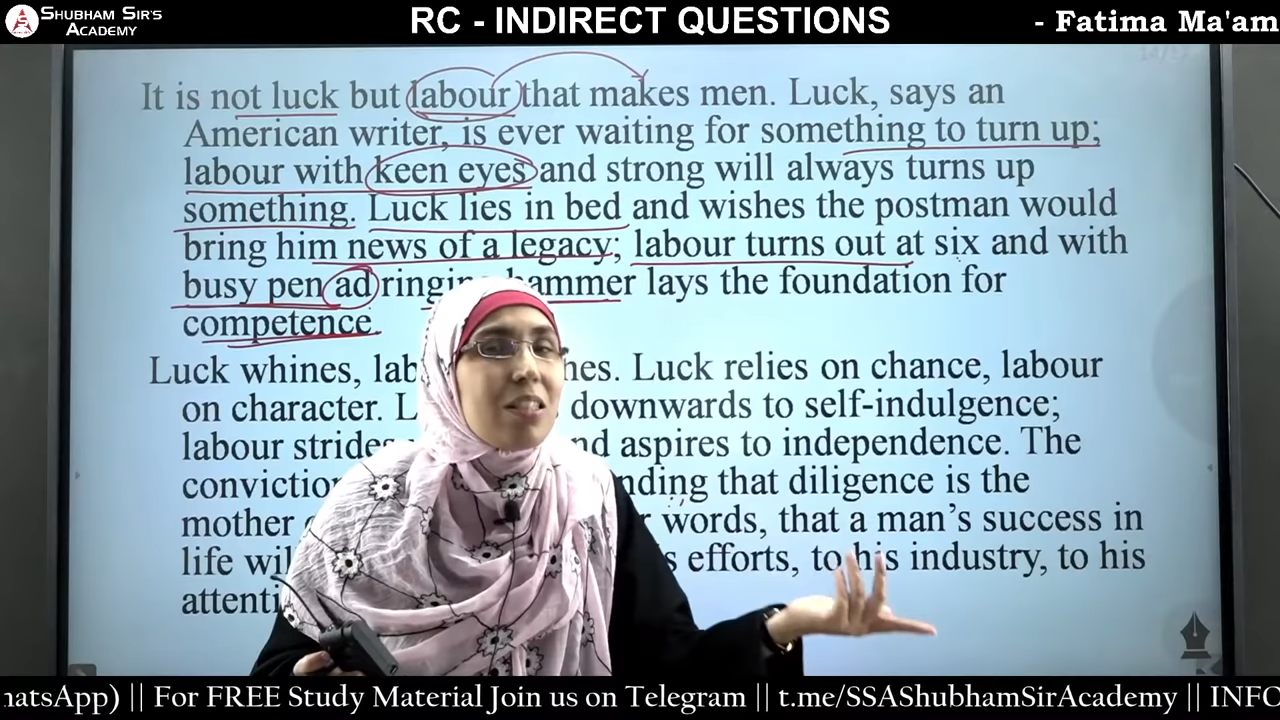 SHUBHAM SIR'S
ACADEMY
RC - INDIRECT QUESTIONS
- Fatima Ma'am
It is not luck but labour that makes men. Luck, says an
American writer, is ever waiting for something to turn up;
labour with keen eyes and strong will always turns up
something. Luck lies in bed and wishes the postman would
bring him news of a legacy; labour turns out at six and with
busy pen ad ringing hammer lays the foundation for
competence.
Luck whines, lab hes. Luck relies on chance, labour
on character. L downwards to self-indulgence;
labour strides nd aspires to independence. The
conviction nding that diligence is the
mother words, that a man's success in
life wil efforts, to his industry, to his
attenti
hatsApp) || For FREE Study Material Join us on Telegram || t.me/SSAShubhamSirAcademy || INFO